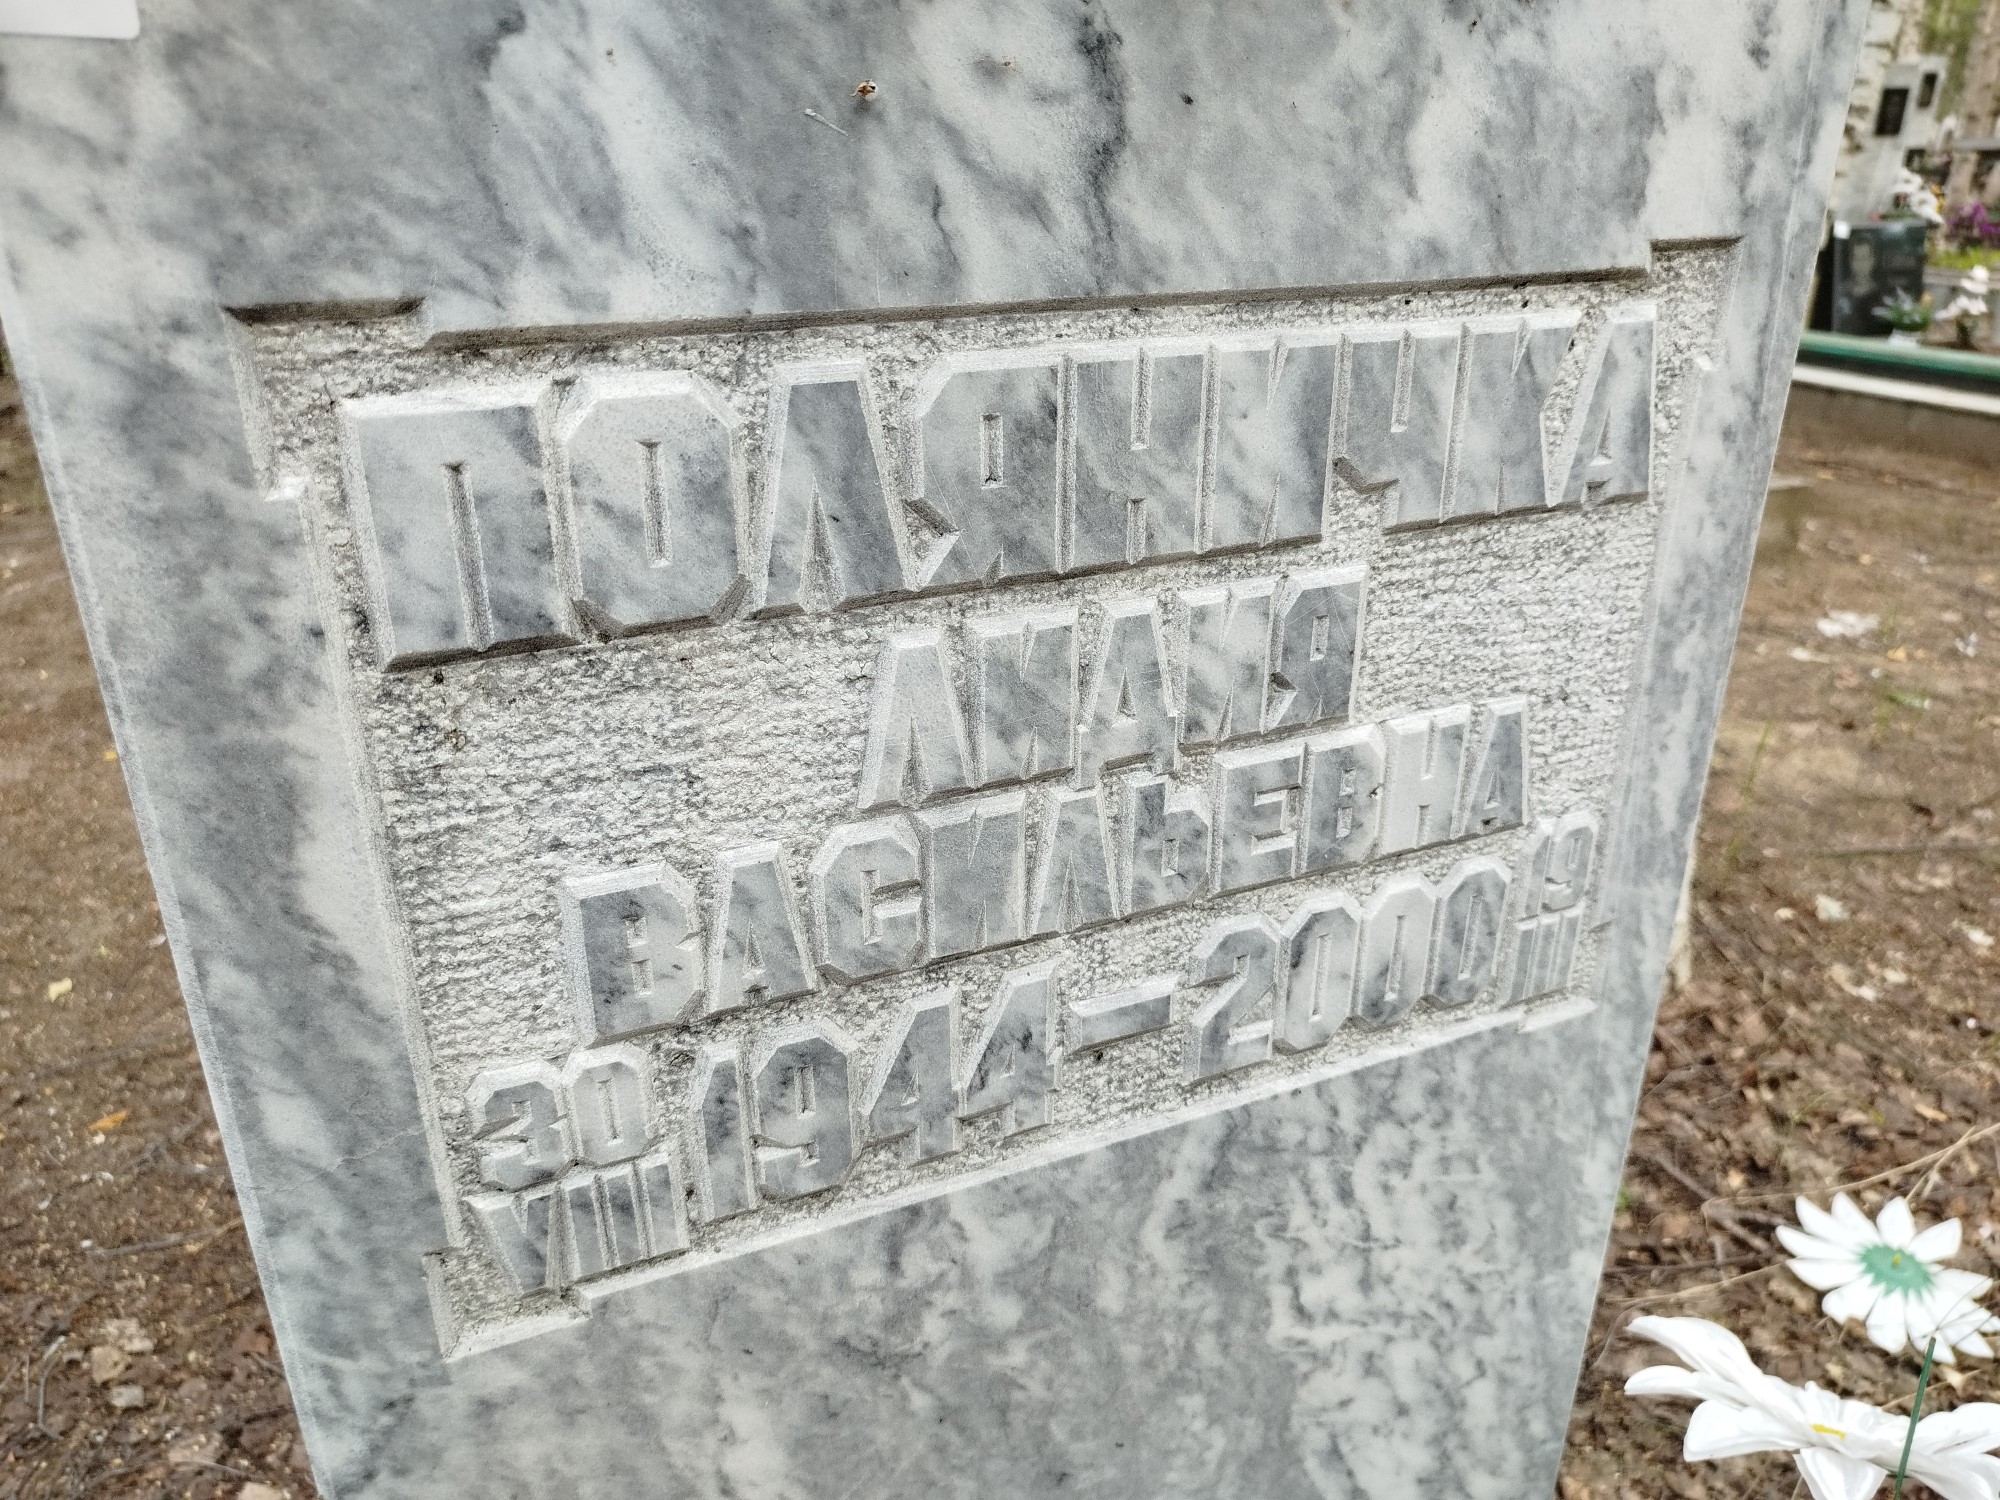 ПОЛЯНИЧКА
ЛИДИЯ
ВАСИЛЬЕВНА
30 VIII 1944 – 2000 19 III